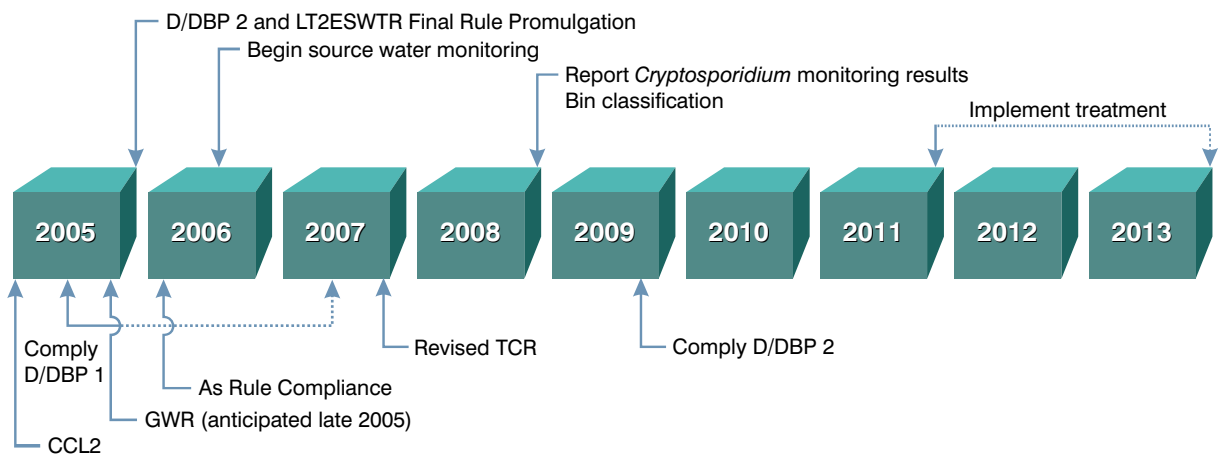 D/DBP 2 and LT2ESWTR Final Rule Promulgation
Begin source water monitoring
Report Cryptosporidium monitoring results
Bin classification
Implement treatment
2005
2006
2007
2008
2009
2010
2011
2012
2013
Comply
D/DBP 1
Revised TCR
Comply D/DBP 2
As Rule Compliance
GWR (anticipated late 2005)
CCL2